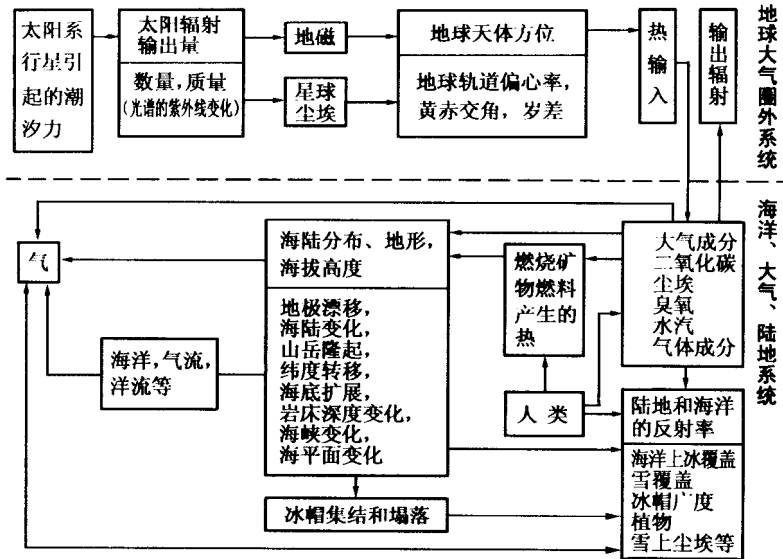 太阳系
行星引
起的潮
汐力
太阳辐射
输出量
数量，质量
(光谱的紫外线变化)
地磁
星球
尘埃
地球天体方位
地球轨道偏心率，
黄赤交角，岁差
热输入
输出辐射
地球大气圈外系统
气
海洋，气流，
洋流等
海陆分布、地形，
海拔高度
地极漂移，
海陆变化，
山岳隆起，
纬度转移，
海底扩展，
岩床深度变化，
海峡变化，
海平面变化
冰帽集结和塌落
燃烧矿
物燃料
产生的
热
人类
大气成分
二氧化碳
尘埃
臭氧
水汽
气体成分
陆地和海洋
的反射率
海洋上冰覆盖
雪覆盖
冰帽广度
植物
雪上尘埃等
海洋、大气、陆地系统